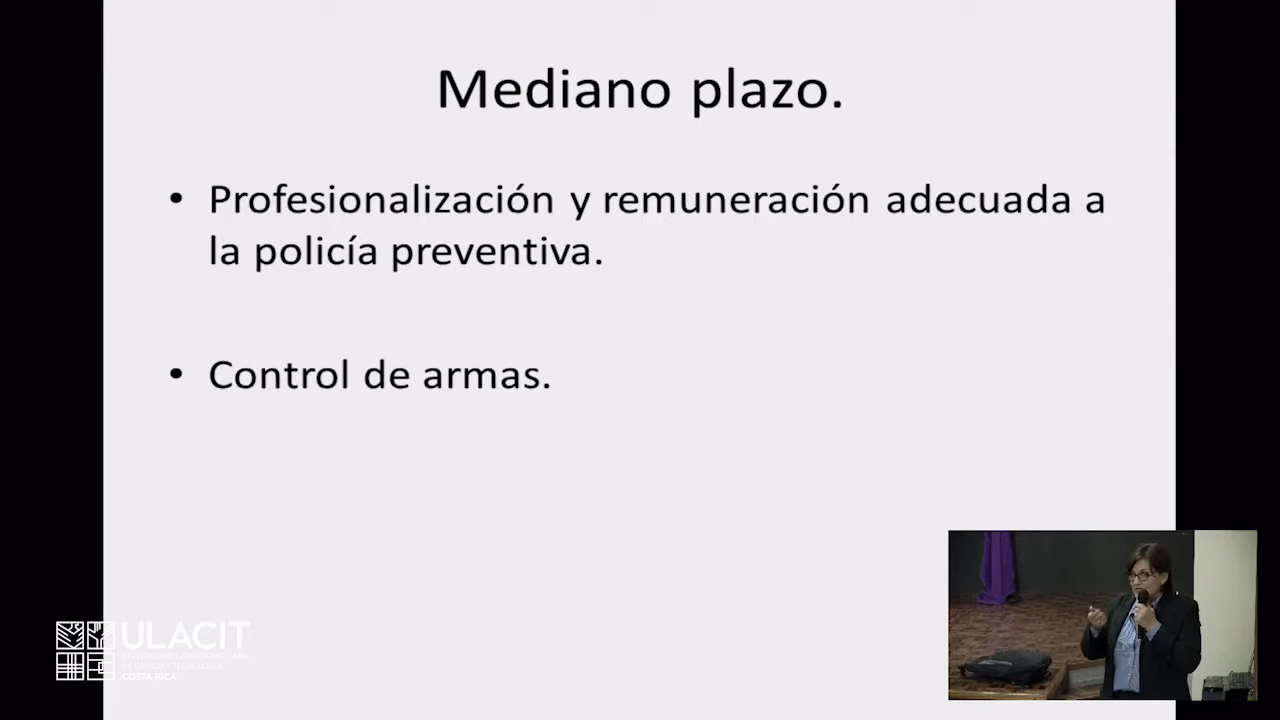 Mediano plazo.
• Profesionalización y remuneración adecuada a
la policía preventiva.
• Control de armas.
ULACIT
COSTA RICA